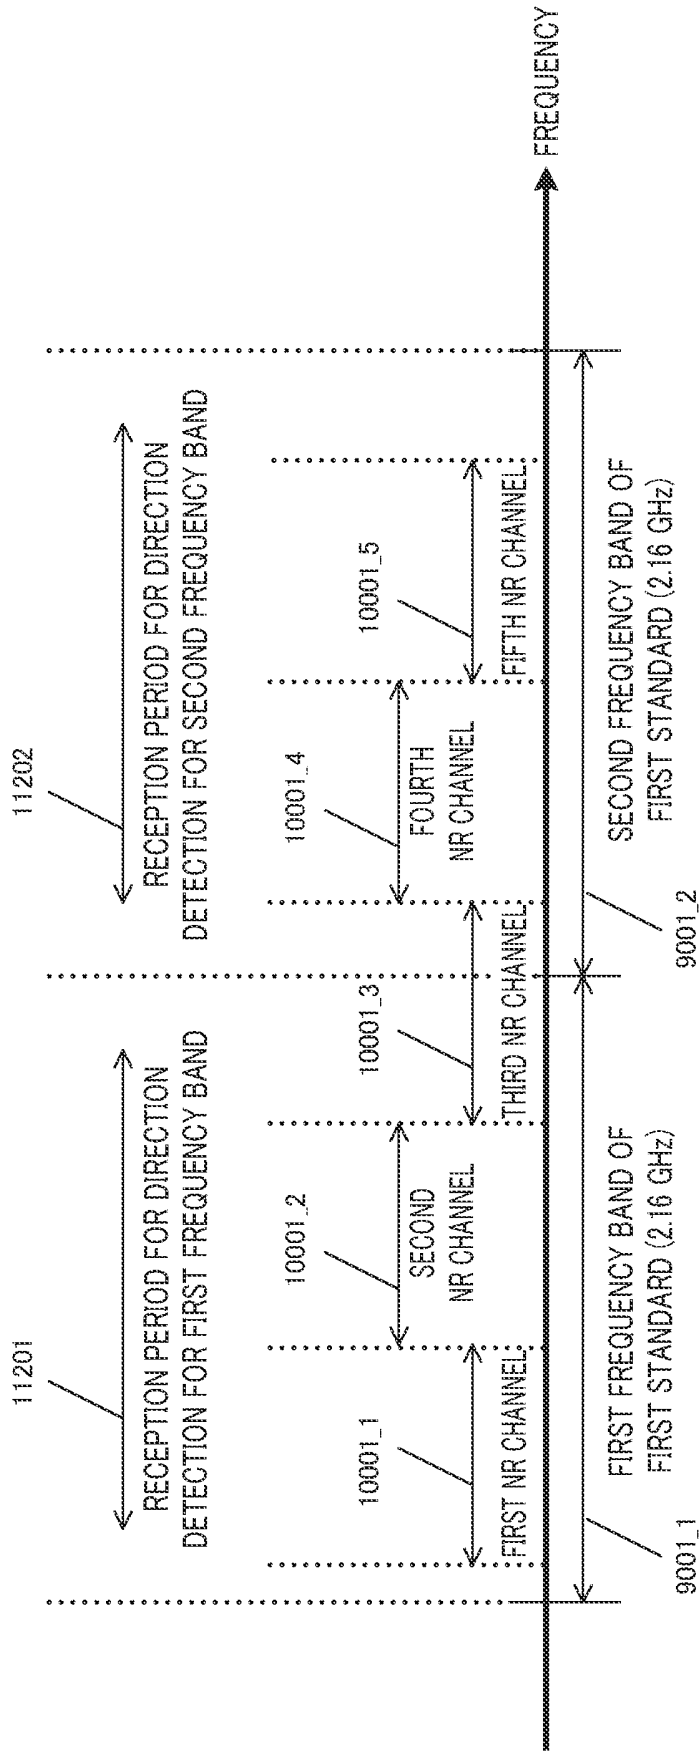 11201
RECEPTION PERIOD FOR DIRECTION
DETECTION FOR FIRST FREQUENCY BAND
11202
RECEPTION PERIOD FOR DIRECTION
DETECTION FOR SECOND FREQUENCY BAND
10001_1
FIRST NR CHANNEL
10001_2
SECOND
NR CHANNEL
10001_3
THIRD NR CHANNEL
10001_4
FOURTH
NR CHANNEL
10001_5
FIFTH NR CHANNEL
FREQUENCY
9001_1
FIRST FREQUENCY BAND OF
FIRST STANDARD (2.16 GHz)
9001_2
SECOND FREQUENCY BAND OF
FIRST STANDARD (2.16 GHz)